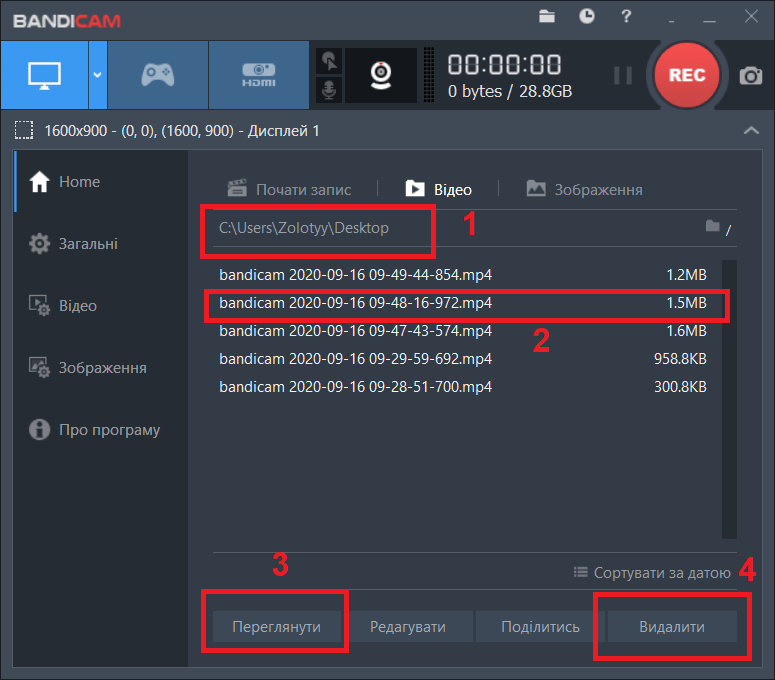 BANDICAM
?
HDMI
00:00:00
0 bytes / 28.8GB
REC
1600x900 - (0, 0), (1600, 900) - Дисплей 1
Home
Загальні
Відео
Зображення
Про програму
Почати запис
Відео
Зображення
C:\Users\Zolotyy\Desktop
1
/
bandicam 2020-09-16 09-49-44-854.mp4 1.2MB
bandicam 2020-09-16 09-48-16-972.mp4 1.5MB
bandicam 2020-09-16 09-47-43-574.mp4 1.6MB
2
bandicam 2020-09-16 09-29-59-692.mp4 958.8KB
bandicam 2020-09-16 09-28-51-700.mp4 300.8KB
3
Сортувати за датою
4
Переглянути
Редагувати
Поділитись
Видалити